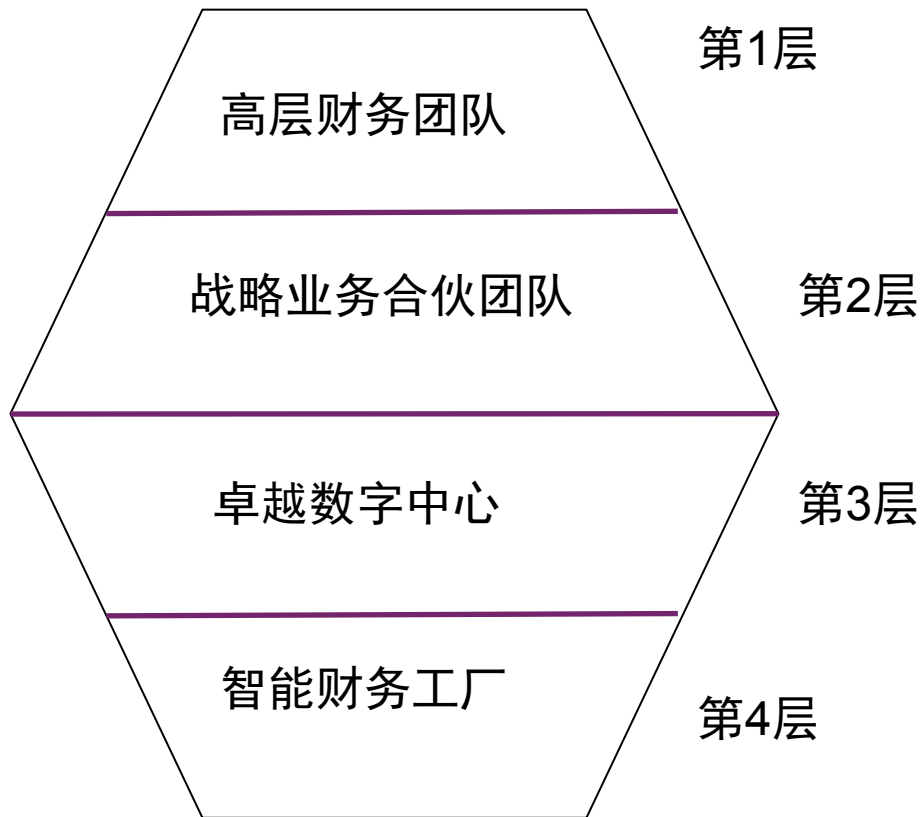 第1层
高层财务团队
战略业务合伙团队
第2层
卓越数字中心
第3层
智能财务工厂
第4层